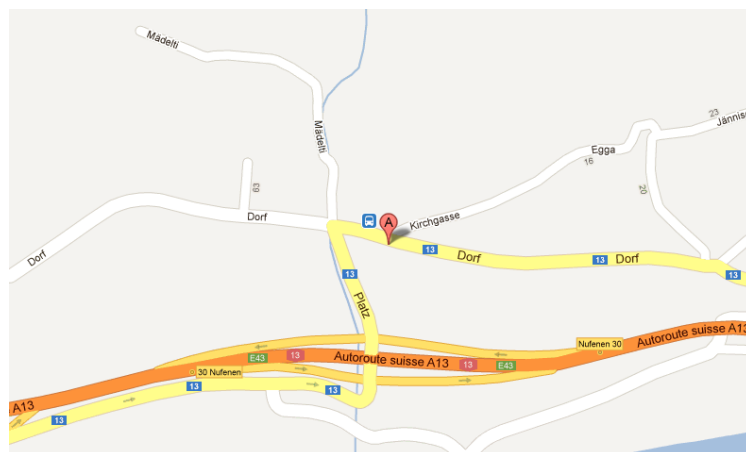 Mädelti
Mädelti
23
Jännis
Egga
16
20
63
Kirchgasse
Dorf
A
Dorf
13
Dorf
13
Dorf
13
13
Platz
Nufenen 30
Autoroute suisse A13
13
E43
Autoroute suisse A13
13
E43
30 Nufenen
13
13
A13
13